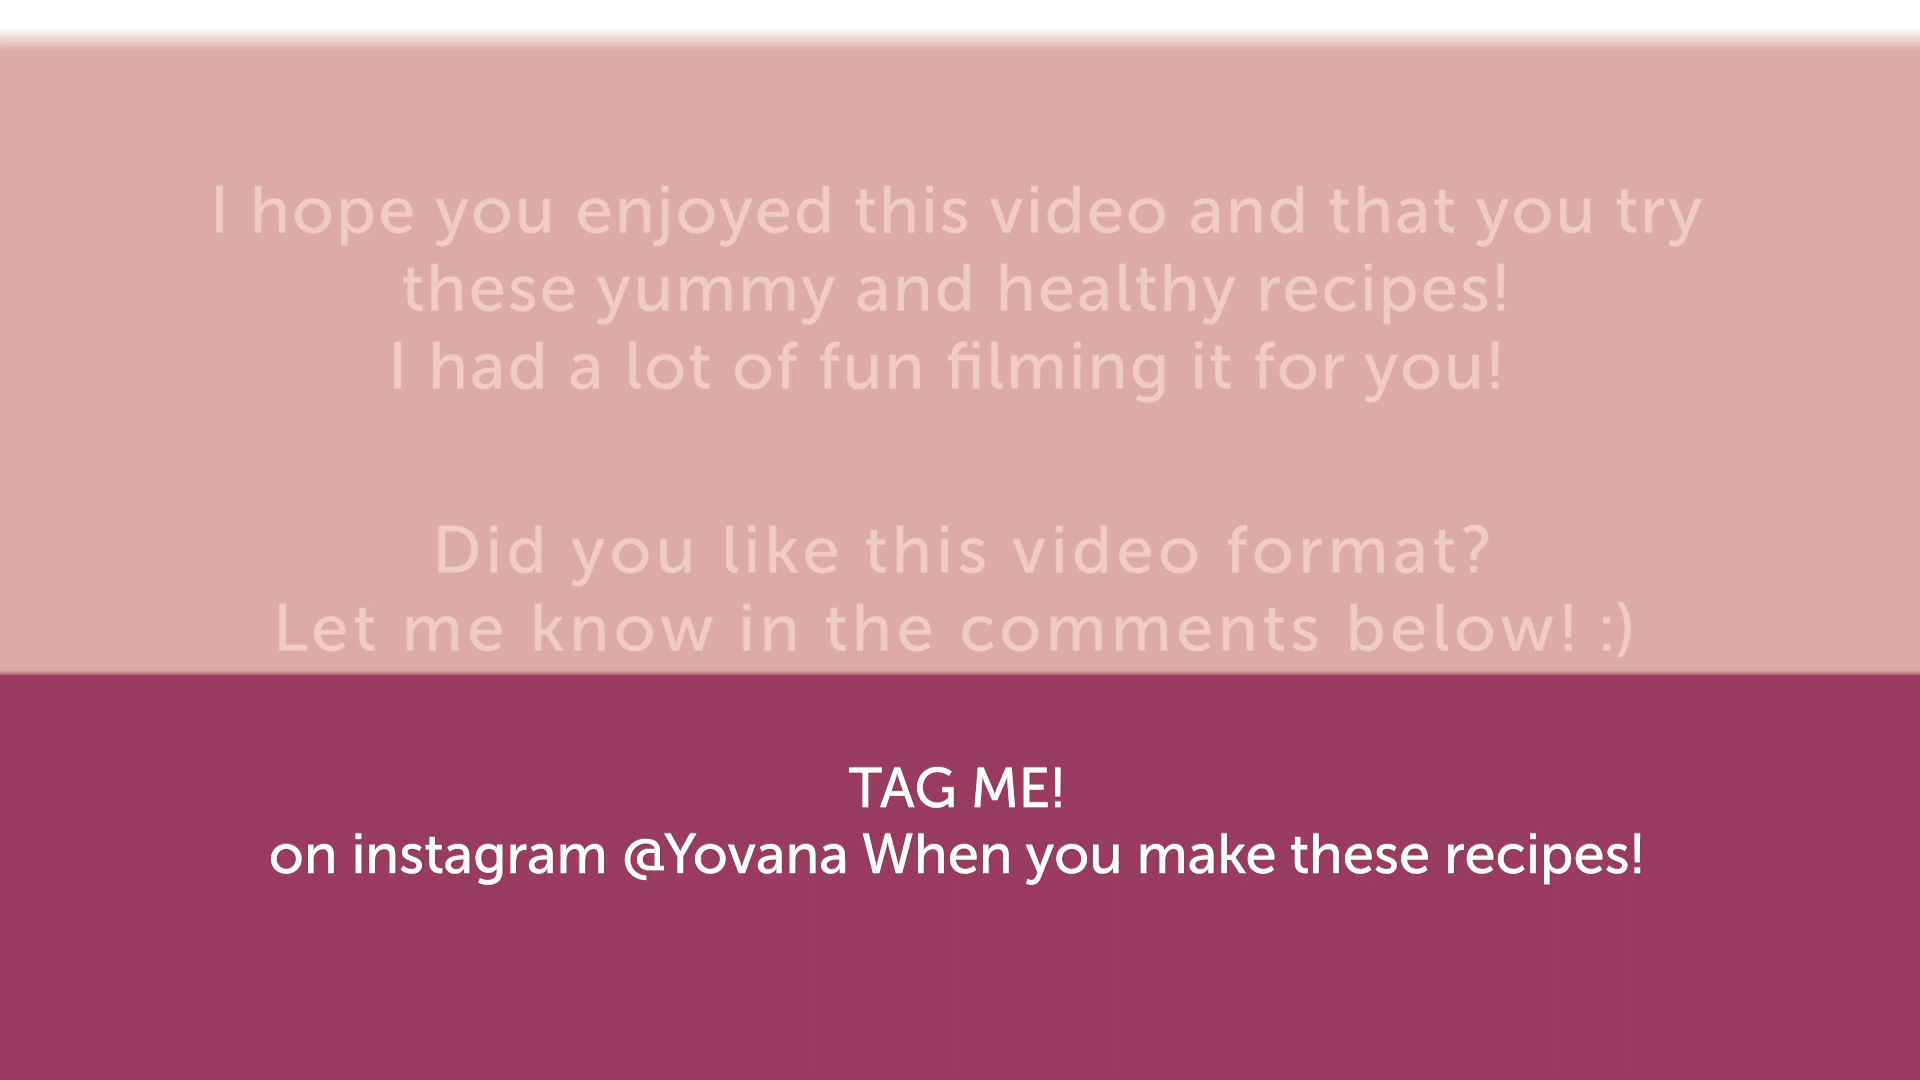 I hope you enjoyed this video and that you try
these yummy and healthy recipes!
I had a lot of fun filming it for you!
Did you like this video format?
Let me know in the comments below! :)
TAG ME!
on instagram @Yovana When you make these recipes!